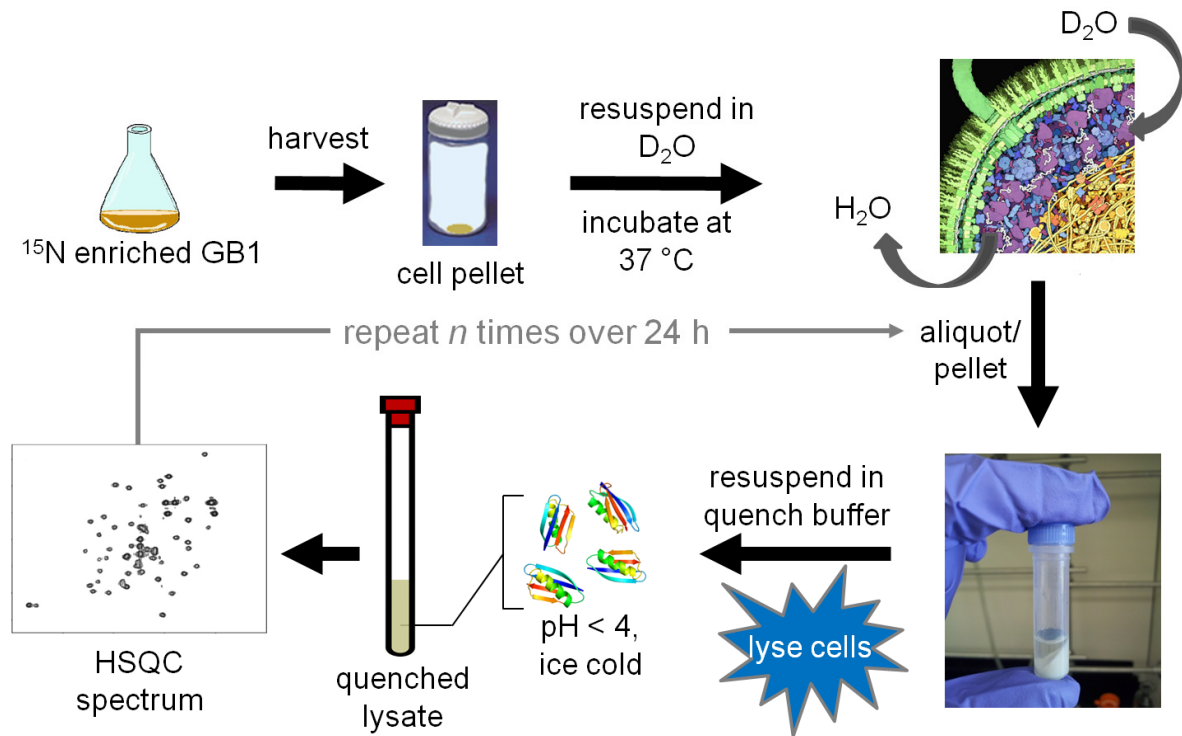 ¹⁵N enriched GB1
harvest
cell pellet
resuspend in
D₂O
incubate at
37 °C
D₂O
H₂O
repeat n times over 24 h
aliquot/
pellet
resuspend in
quench buffer
lyse cells
pH < 4,
ice cold
quenched
lysate
HSQC
spectrum